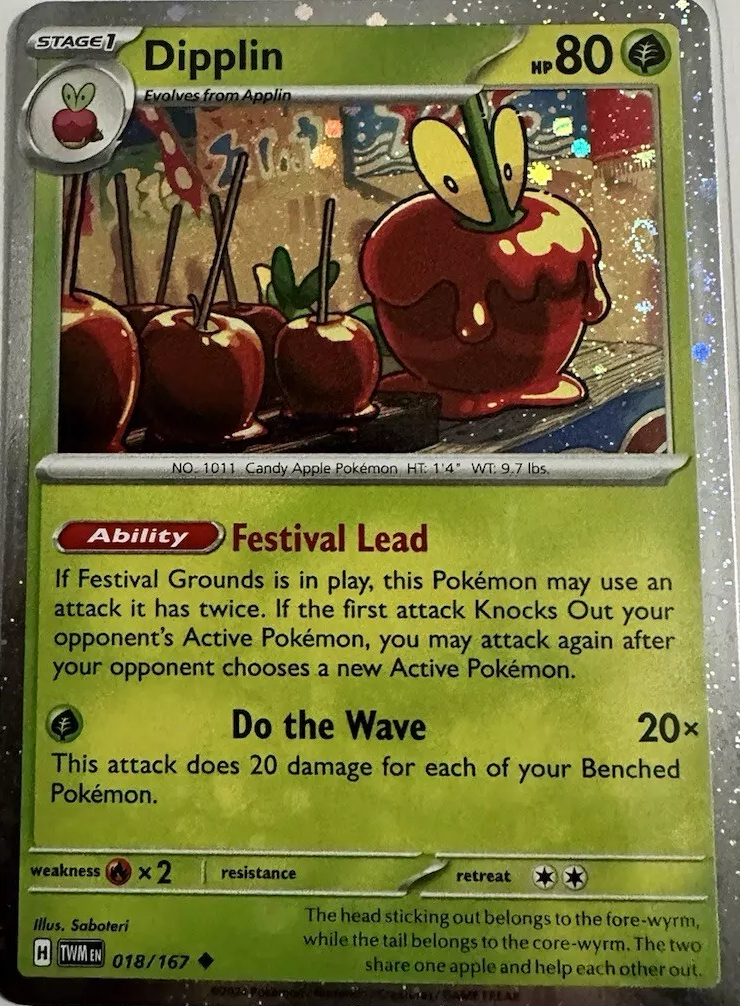 STAGE 1
Dipplin
HP 80
Evolves from Applin
NO. 1011 Candy Apple Pokémon HT: 1'4" WT: 9.7 lbs.
Ability Festival Lead
If Festival Grounds is in play, this Pokémon may use an
attack it has twice. If the first attack Knocks Out your
opponent's Active Pokémon, you may attack again after
your opponent chooses a new Active Pokémon.
Do the Wave 20×
This attack does 20 damage for each of your Benched
Pokémon.
weakness ×2 resistance retreat
Illus. Saboteri
The head sticking out belongs to the fore-wyrm,
while the tail belongs to the core-wyrm. The two
share one apple and help each other out.
H TWM EN 018/167